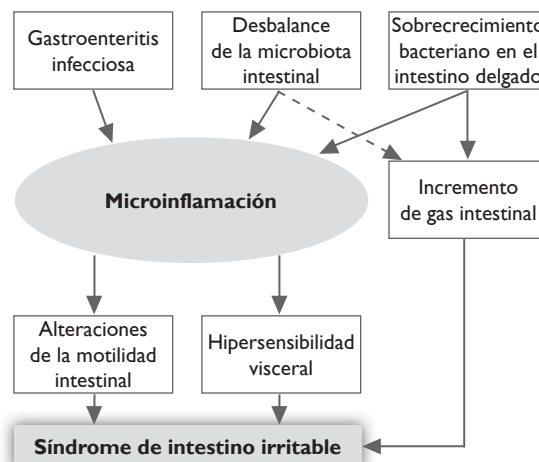 Gastroenteritis
infecciosa
Desbalance
de la microbiota
intestinal
Sobrecrecimiento
bacteriano en el
intestino delgado
Microinflamación
Incremento
de gas intestinal
Alteraciones
de la motilidad
intestinal
Hipersensibilidad
visceral
Síndrome de intestino irritable